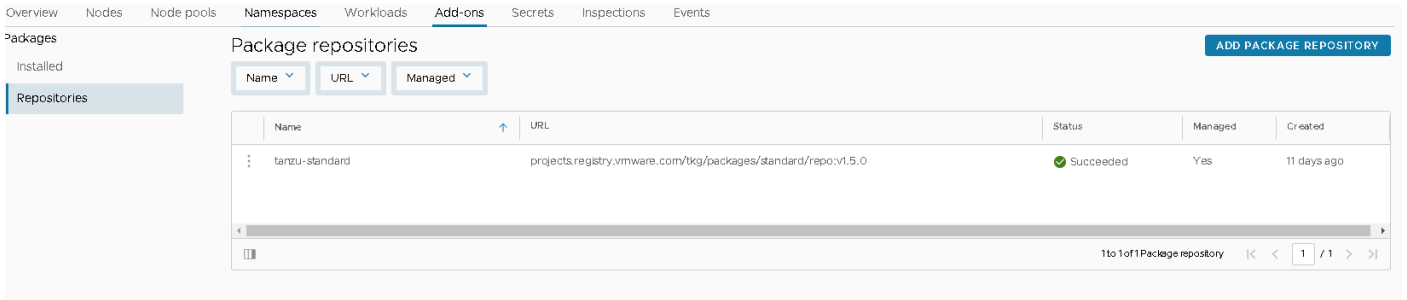 Overview Nodes Node pools Namespaces Workloads Add-ons Secrets Inspections Events
Packages
Installed
Repositories
Package repositories
ADD PACKAGE REPOSITORY
Name URL Managed
Name URL Status Managed Created
tanzu-standard projects.registry.vmware.com/tkg/packages/standard/repo:v1.5.0 Succeeded Yes 11 days ago
1 to 1 of 1 Package repository 1 / 1